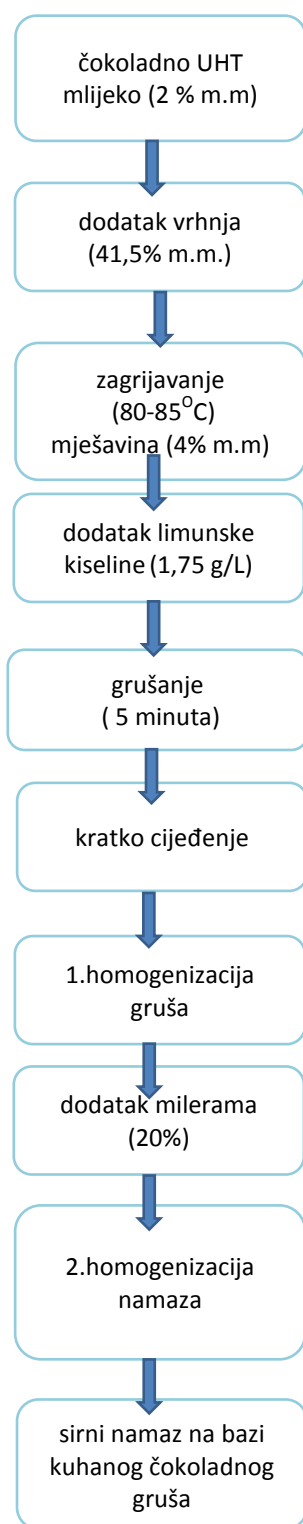 čokoladno UHT
mlijeko (2 % m.m)
dodatak vrhnja
(41,5% m.m.)
zagrijavanje
(80-85⁰C)
mješavina (4% m.m)
dodatak limunske
kiseline (1,75 g/L)
grušanje
( 5 minuta)
kratko cijeđenje
1.homogenizacija
gruša
dodatak milerama
(20%)
2.homogenizacija
namaza
sirni namaz na bazi
kuhanog čokoladnog
gruša